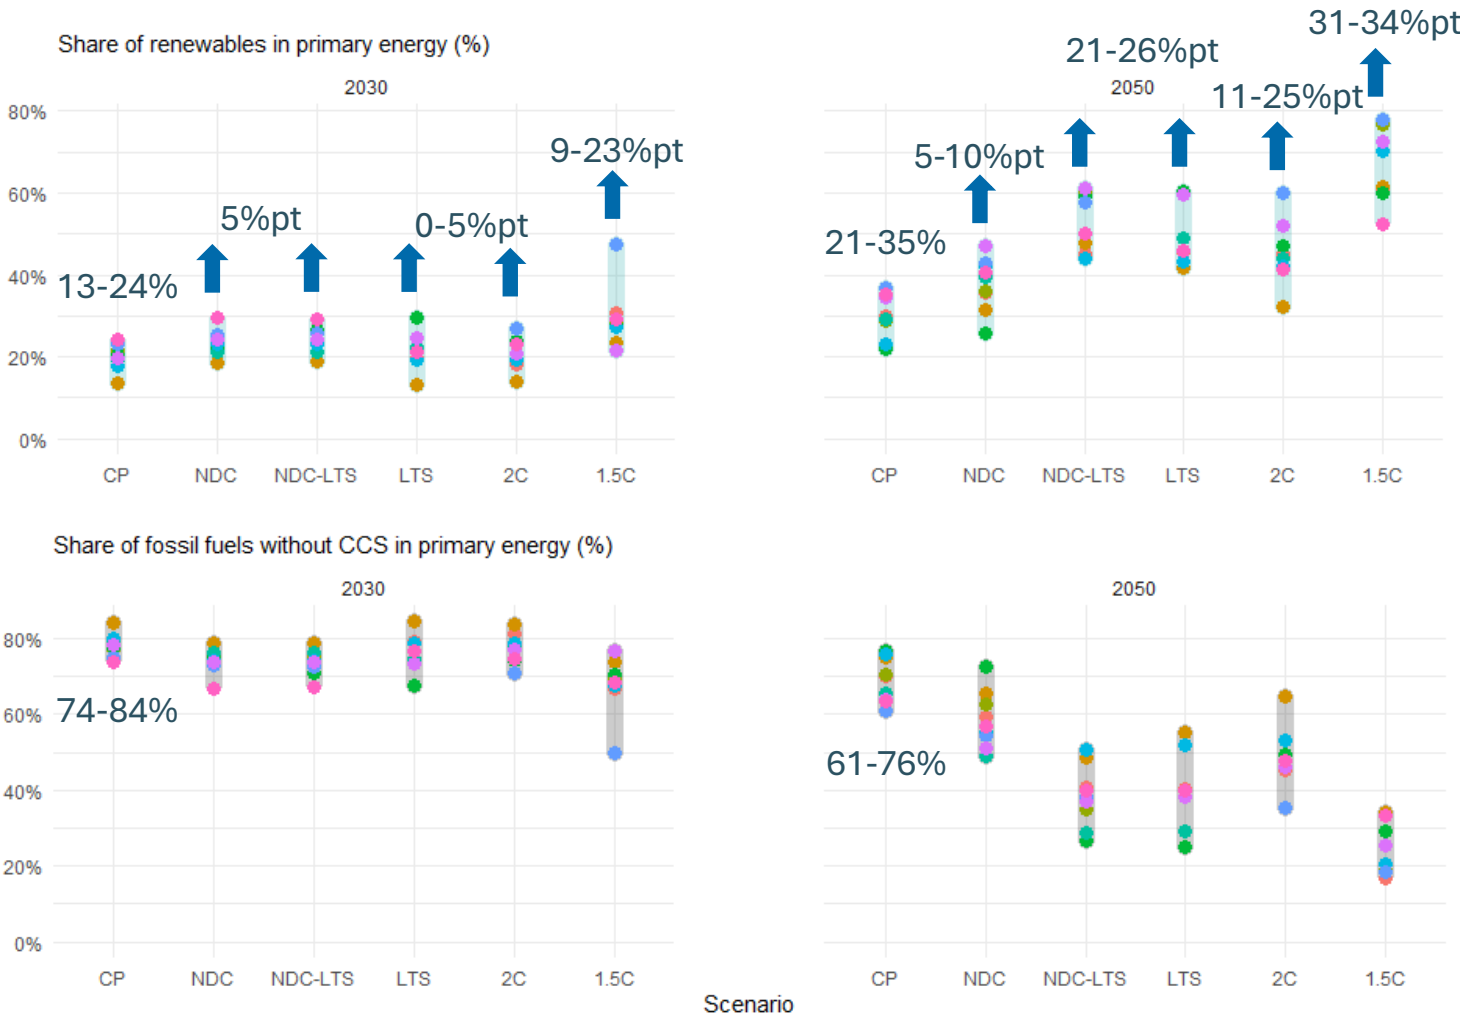 Share of renewables in primary energy (%)
2030
80%
60%
40%
20%
0%
13-24%
5%pt
0-5%pt
9-23%pt
CP NDC NDC-LTS LTS 2C 1.5C
2050
21-35%
5-10%pt
21-26%pt
11-25%pt
31-34%pt
CP NDC NDC-LTS LTS 2C 1.5C
Share of fossil fuels without CCS in primary energy (%)
2030
80%
60%
40%
20%
0%
74-84%
CP NDC NDC-LTS LTS 2C 1.5C
2050
61-76%
CP NDC NDC-LTS LTS 2C 1.5C
Scenario